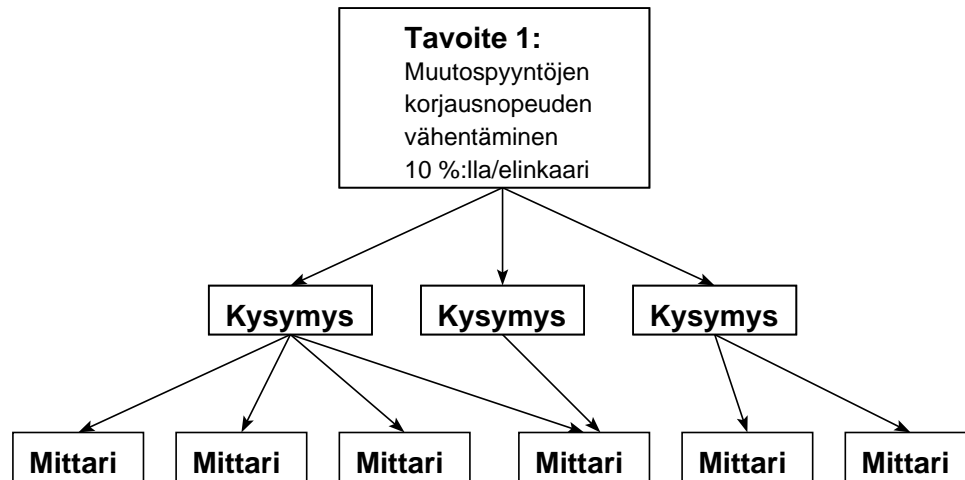 Tavoite 1:
Muutospyyntöjen
korjausnopeuden
vähentäminen
10 %:lla/elinkaari
Kysymys Kysymys Kysymys
Mittari Mittari Mittari Mittari Mittari Mittari